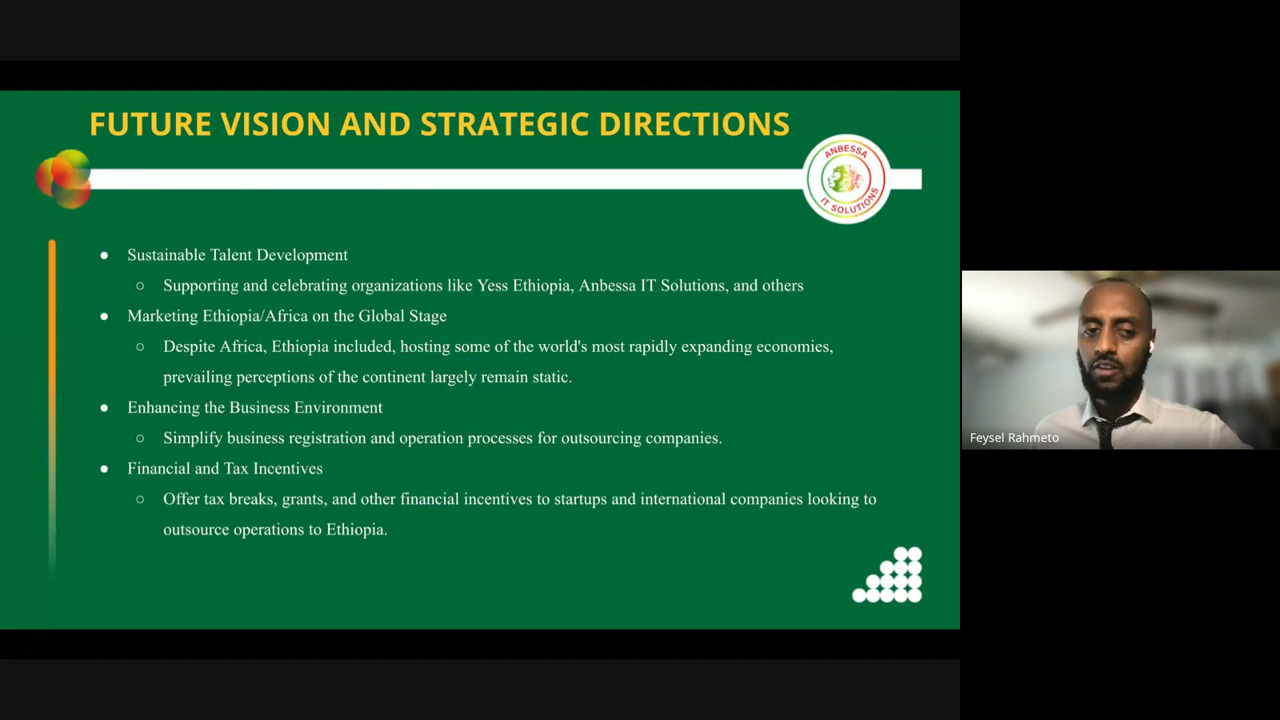 FUTURE VISION AND STRATEGIC DIRECTIONS
ANBESSA
IT SOLUTIONS
● Sustainable Talent Development
○ Supporting and celebrating organizations like Yess Ethiopia, Anbessa IT Solutions, and others
● Marketing Ethiopia/Africa on the Global Stage
○ Despite Africa, Ethiopia included, hosting some of the world's most rapidly expanding economies,
prevailing perceptions of the continent largely remain static.
● Enhancing the Business Environment
○ Simplify business registration and operation processes for outsourcing companies.
● Financial and Tax Incentives
○ Offer tax breaks, grants, and other financial incentives to startups and international companies looking to
outsource operations to Ethiopia.
Feysel Rahmeto